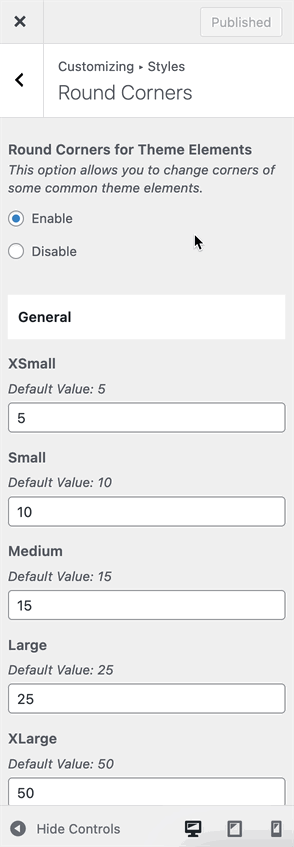 Published
Customizing ▸ Styles
Round Corners
Round Corners for Theme Elements
This option allows you to change corners of
some common theme elements.
Enable
Disable
General
XSmall
Default Value: 5
5
Small
Default Value: 10
10
Medium
Default Value: 15
15
Large
Default Value: 25
25
XLarge
Default Value: 50
50
Hide Controls